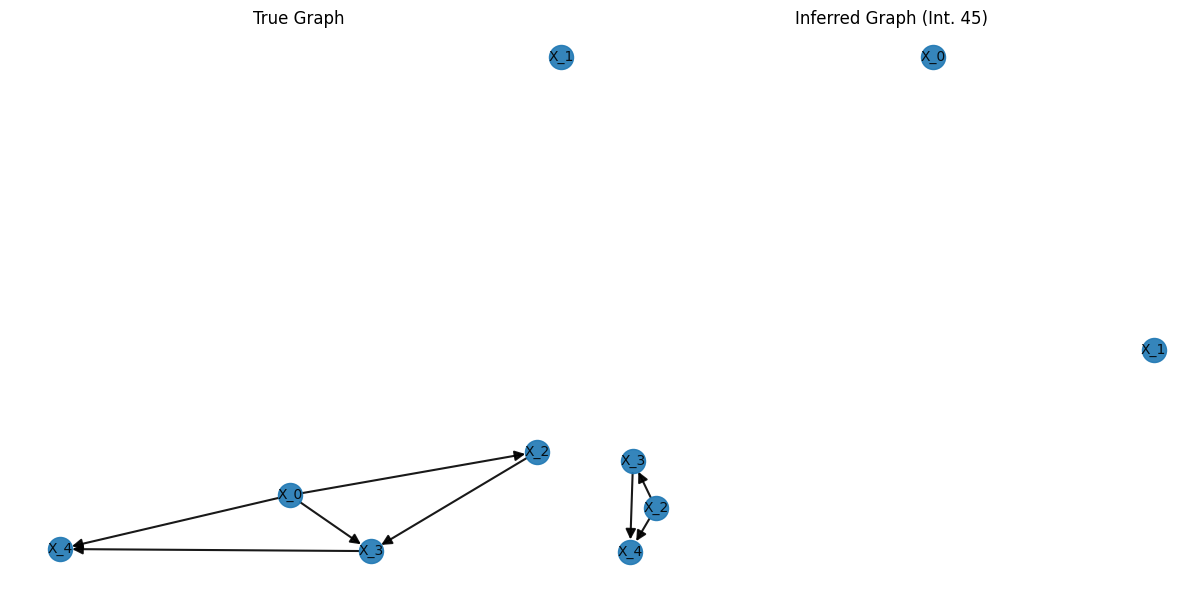 True Graph
X_1
X_2
X_0
X_4
X_3
Inferred Graph (Int. 45)
X_0
X_1
X_3
X_2
X_4